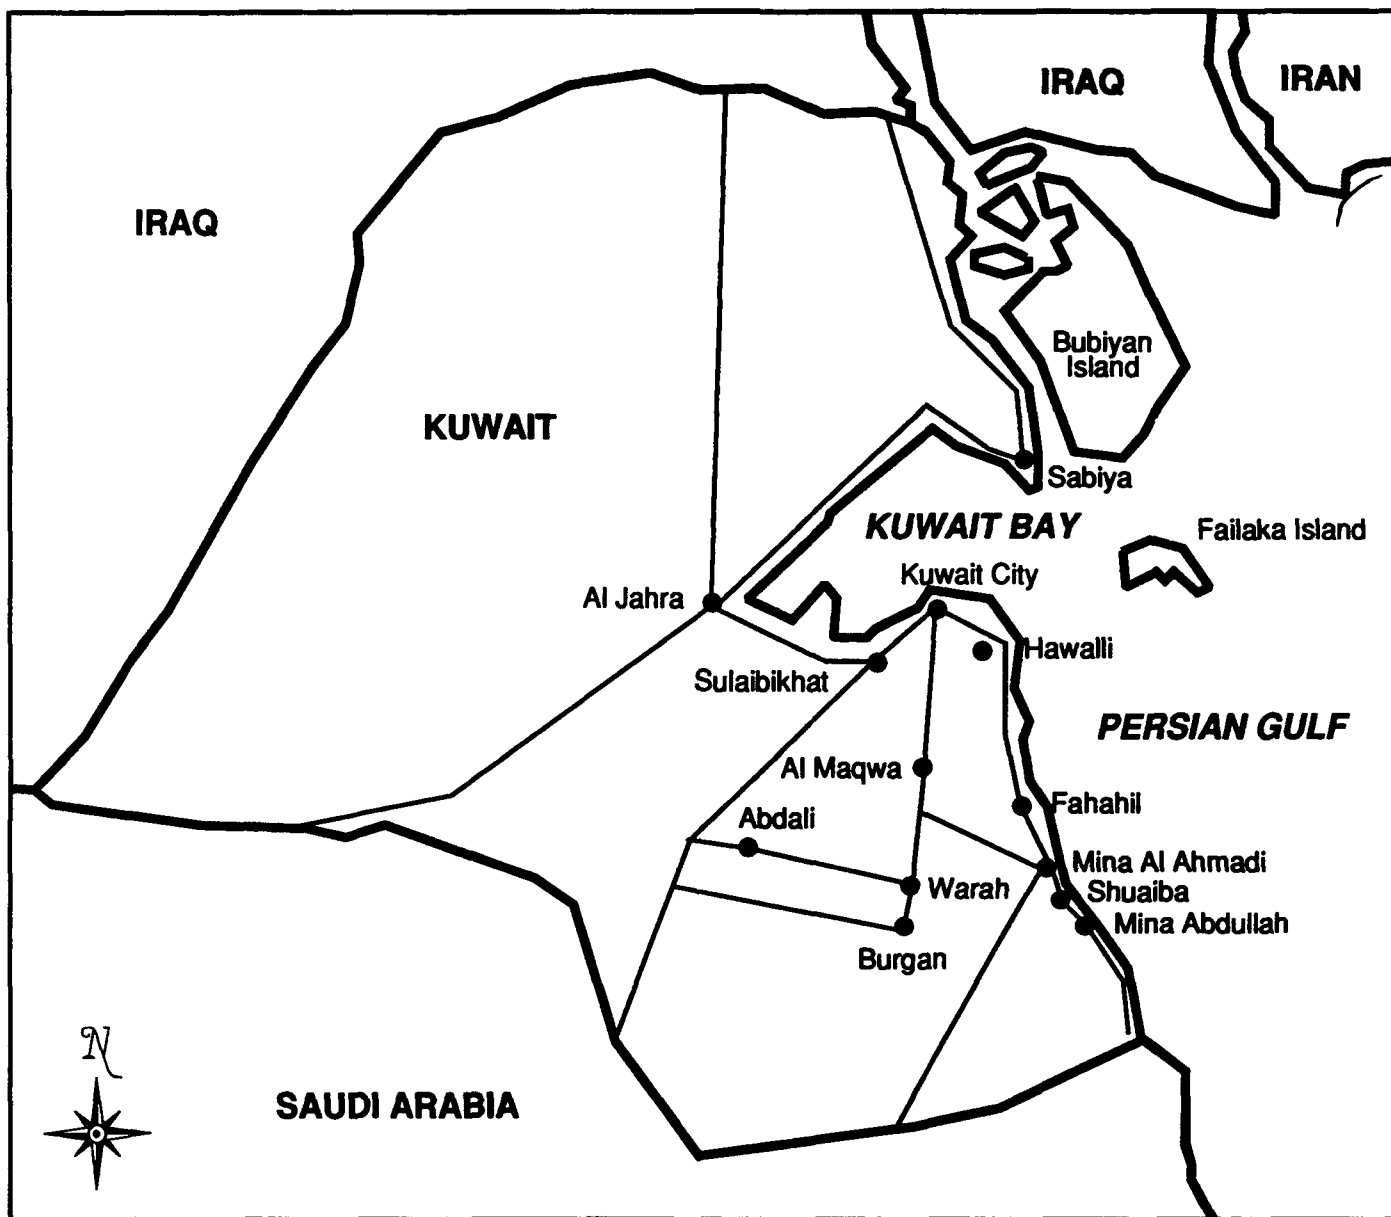 IRAQ
IRAN
IRAQ
Bubiyan
Island
KUWAIT
Sabiya
KUWAIT BAY
Failaka Island
Kuwait City
Al Jahra
Hawalli
Sulaibikhat
PERSIAN GULF
Al Maqwa
Fahahil
Abdali
Mina Al Ahmadi
Warah
Shuaiba
Mina Abdullah
Burgan
N
SAUDI ARABIA